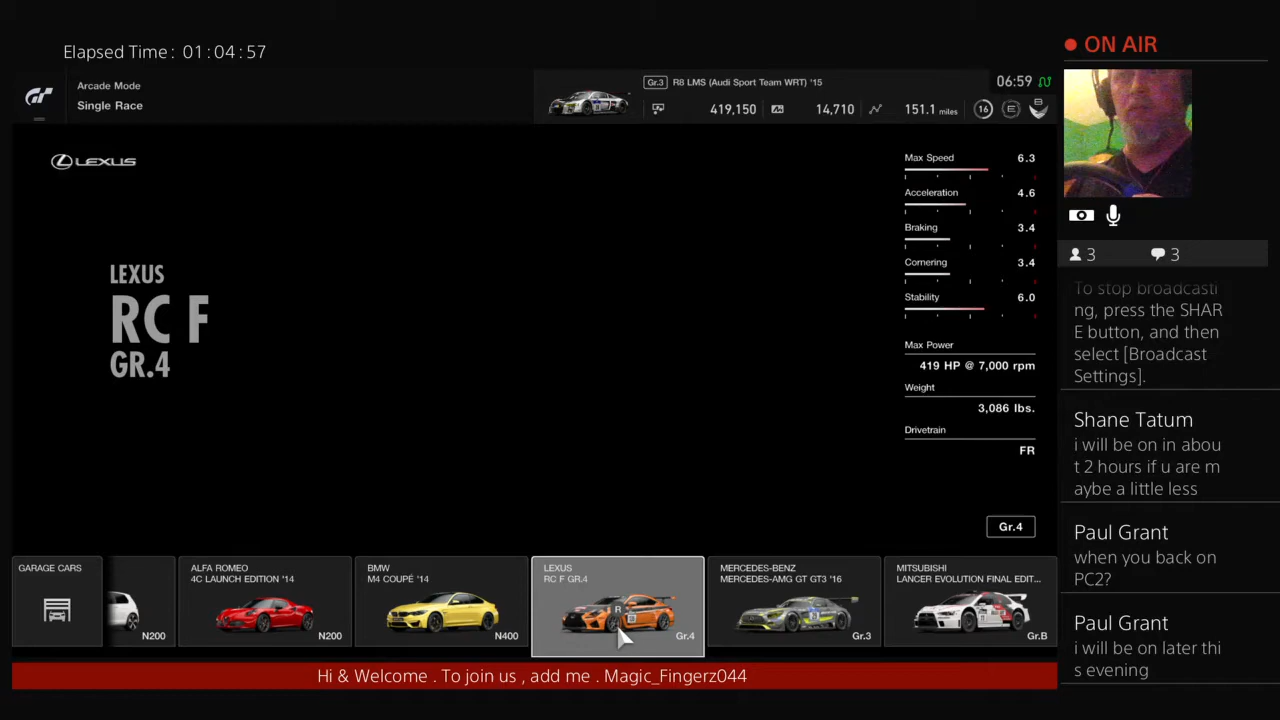 Elapsed Time: 01:04:57
ON AIR
GT
Arcade Mode
Single Race
Gr.3 R8 LMS (Audi Sport Team WRT) '15
06:59
419,150 14,710 151.1 miles 16 E B
LEXUS
LEXUS
RC F
GR.4
Max Speed 6.3
Acceleration 4.6
Braking 3.4
Cornering 3.4
Stability 6.0
Max Power
419 HP @ 7,000 rpm
Weight
3,086 lbs.
Drivetrain
FR
Gr.4
GARAGE CARS
N200
ALFA ROMEO
4C LAUNCH EDITION '14
N200
BMW
M4 COUPÉ '14
N400
LEXUS
RC F GR.4
R
Gr.4
MERCEDES-BENZ
MERCEDES-AMG GT GT3 '16
Gr.3
MITSUBISHI
LANCER EVOLUTION FINAL EDIT...
Gr.B
Hi & Welcome . To join us , add me . Magic_Fingerz044
3 3
To stop broadcasti
ng, press the SHAR
E button, and then
select [Broadcast
Settings].
Shane Tatum
i will be on in abou
t 2 hours if u are m
aybe a little less
Paul Grant
when you back on
PC2?
Paul Grant
i will be on later thi
s evening